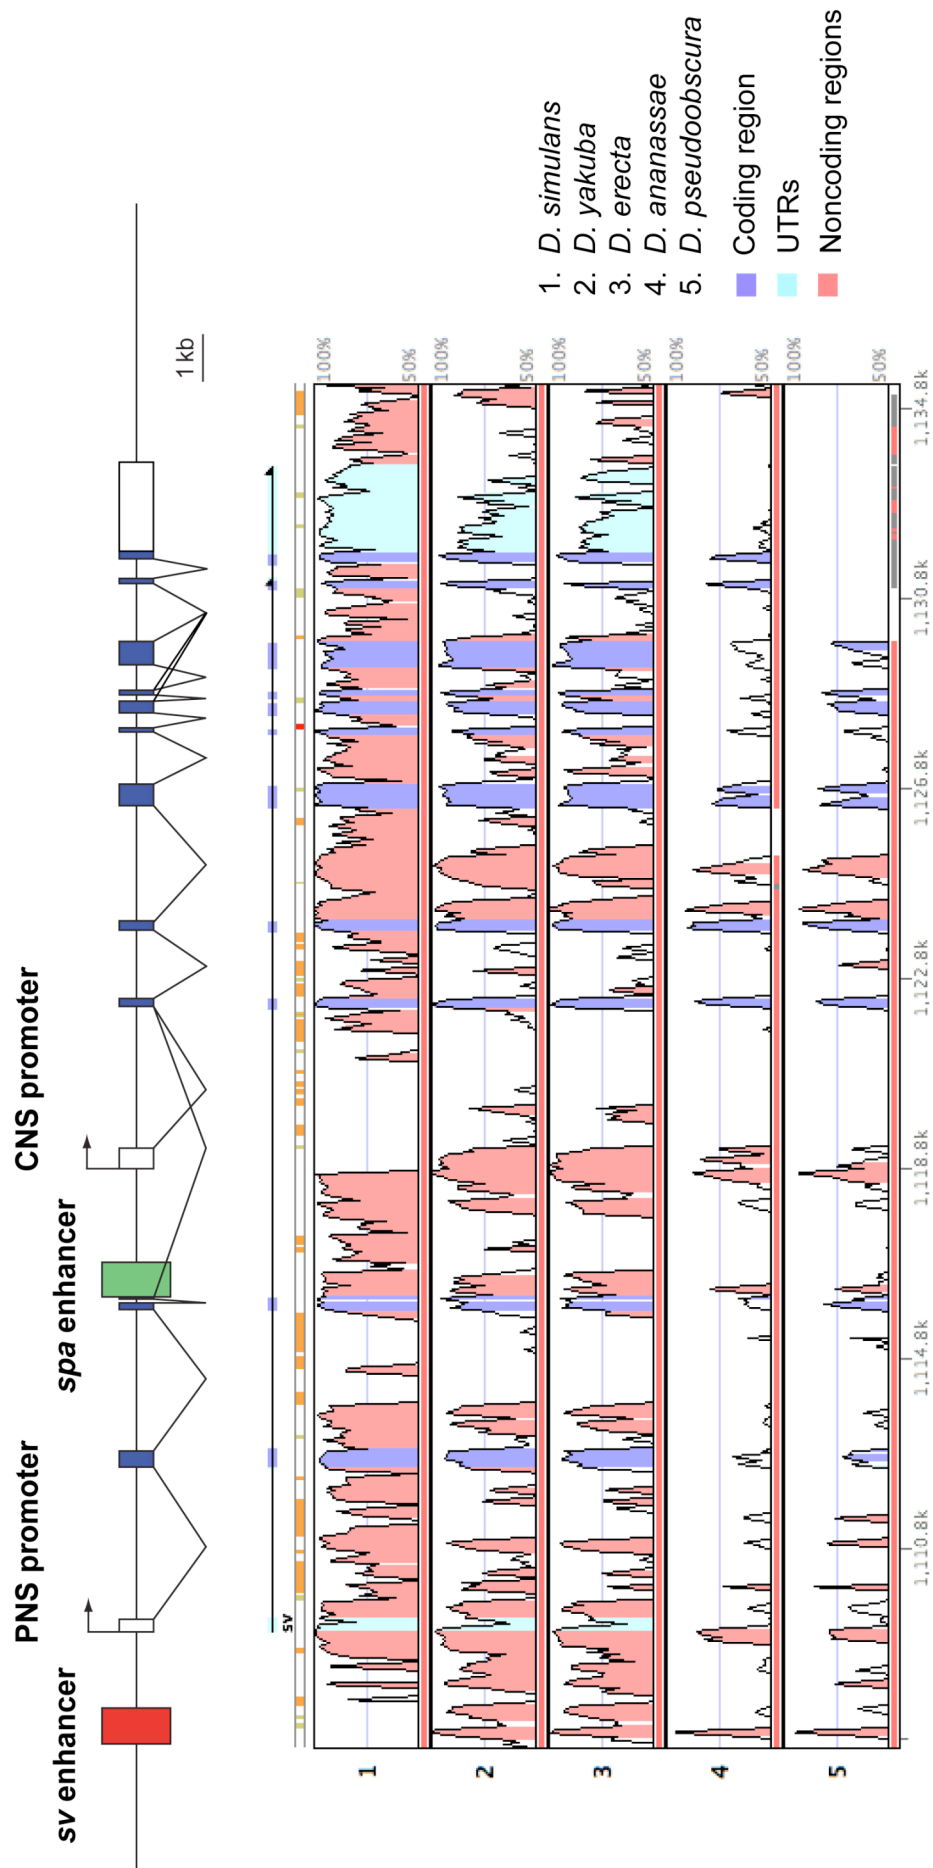 sv enhancer
PNS promoter
spa enhancer
CNS promoter
1 kb
sv
1
100%
50%
2
100%
50%
3
100%
50%
4
100%
50%
5
100%
50%
1,110.8k
1,114.8k
1,118.8k
1,122.8k
1,126.8k
1,130.8k
1,134.8k
1. D. simulans
2. D. yakuba
3. D. erecta
4. D. ananassae
5. D. pseudoobscura
Coding region
UTRs
Noncoding regions